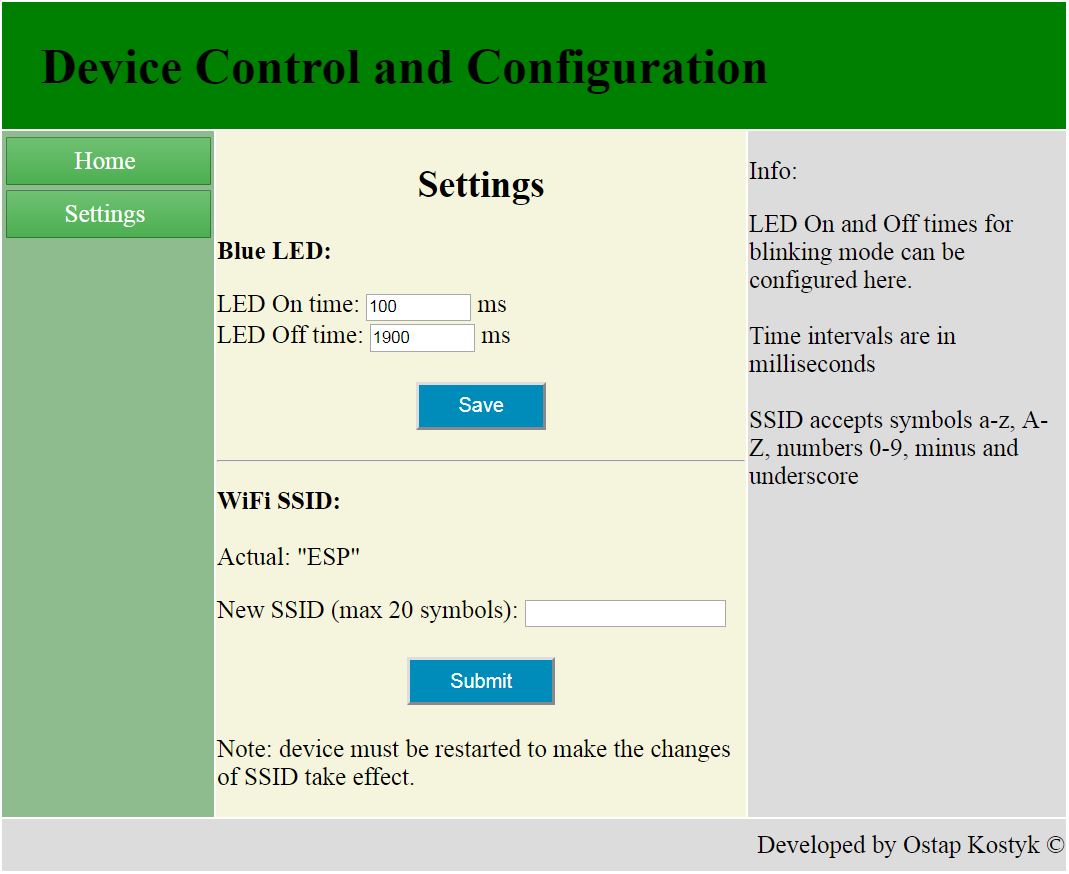 Device Control and Configuration
Home
Settings
Settings
Blue LED:
LED On time: 100 ms
LED Off time: 1900 ms
Save
WiFi SSID:
Actual: "ESP"
New SSID (max 20 symbols):
Submit
Note: device must be restarted to make the changes
of SSID take effect.
Info:
LED On and Off times for
blinking mode can be
configured here.
Time intervals are in
milliseconds
SSID accepts symbols a-z, A-
Z, numbers 0-9, minus and
underscore
Developed by Ostap Kostyk ©